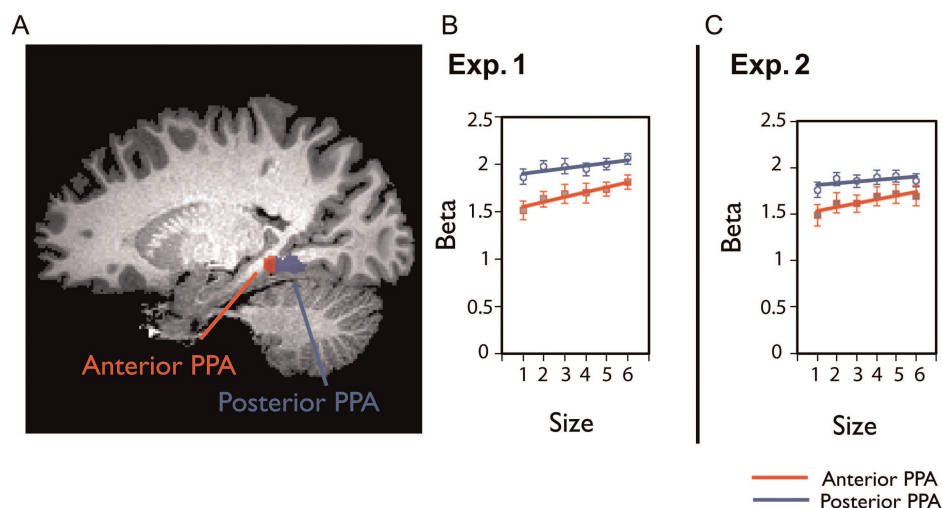 A
Anterior PPA
Posterior PPA
B
Exp. 1
Beta
2.5
2
1.5
1
0.5
0
1 2 3 4 5 6
Size
C
Exp. 2
Beta
2.5
2
1.5
1
0.5
0
1 2 3 4 5 6
Size
Anterior PPA
Posterior PPA